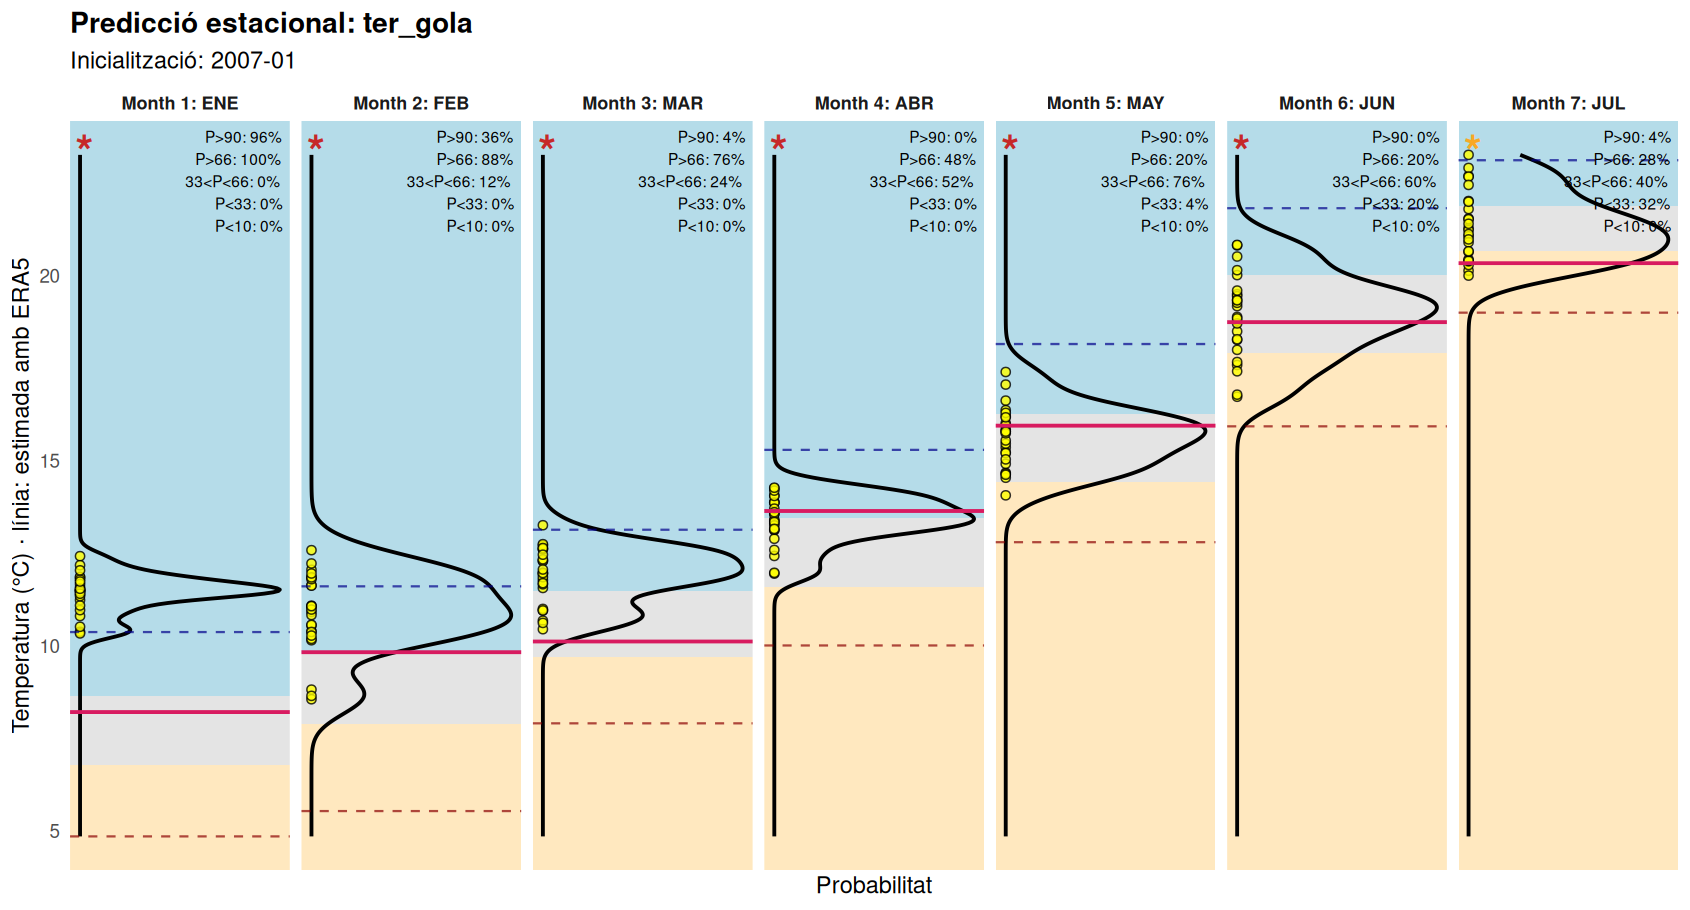 Predicció estacional: ter_gola
Inicialització: 2007-01
Month 1: ENE
Month 2: FEB
Month 3: MAR
Month 4: ABR
Month 5: MAY
Month 6: JUN
Month 7: JUL
*
P>90: 96%
P>66: 100%
33<P<66: 0%
P<33: 0%
P<10: 0%
*
P>90: 36%
P>66: 88%
33<P<66: 12%
P<33: 0%
P<10: 0%
*
P>90: 4%
P>66: 76%
33<P<66: 24%
P<33: 0%
P<10: 0%
*
P>90: 0%
P>66: 48%
33<P<66: 52%
P<33: 0%
P<10: 0%
*
P>90: 0%
P>66: 20%
33<P<66: 76%
P<33: 4%
P<10: 0%
*
P>90: 0%
P>66: 20%
33<P<66: 60%
P<33: 20%
P<10: 0%
*
P>90: 4%
P>66: 28%
33<P<66: 40%
P<33: 32%
P<10: 0%
Temperatura (°C) · línia: estimada amb ERA5
20
15
10
5
Probabilitat